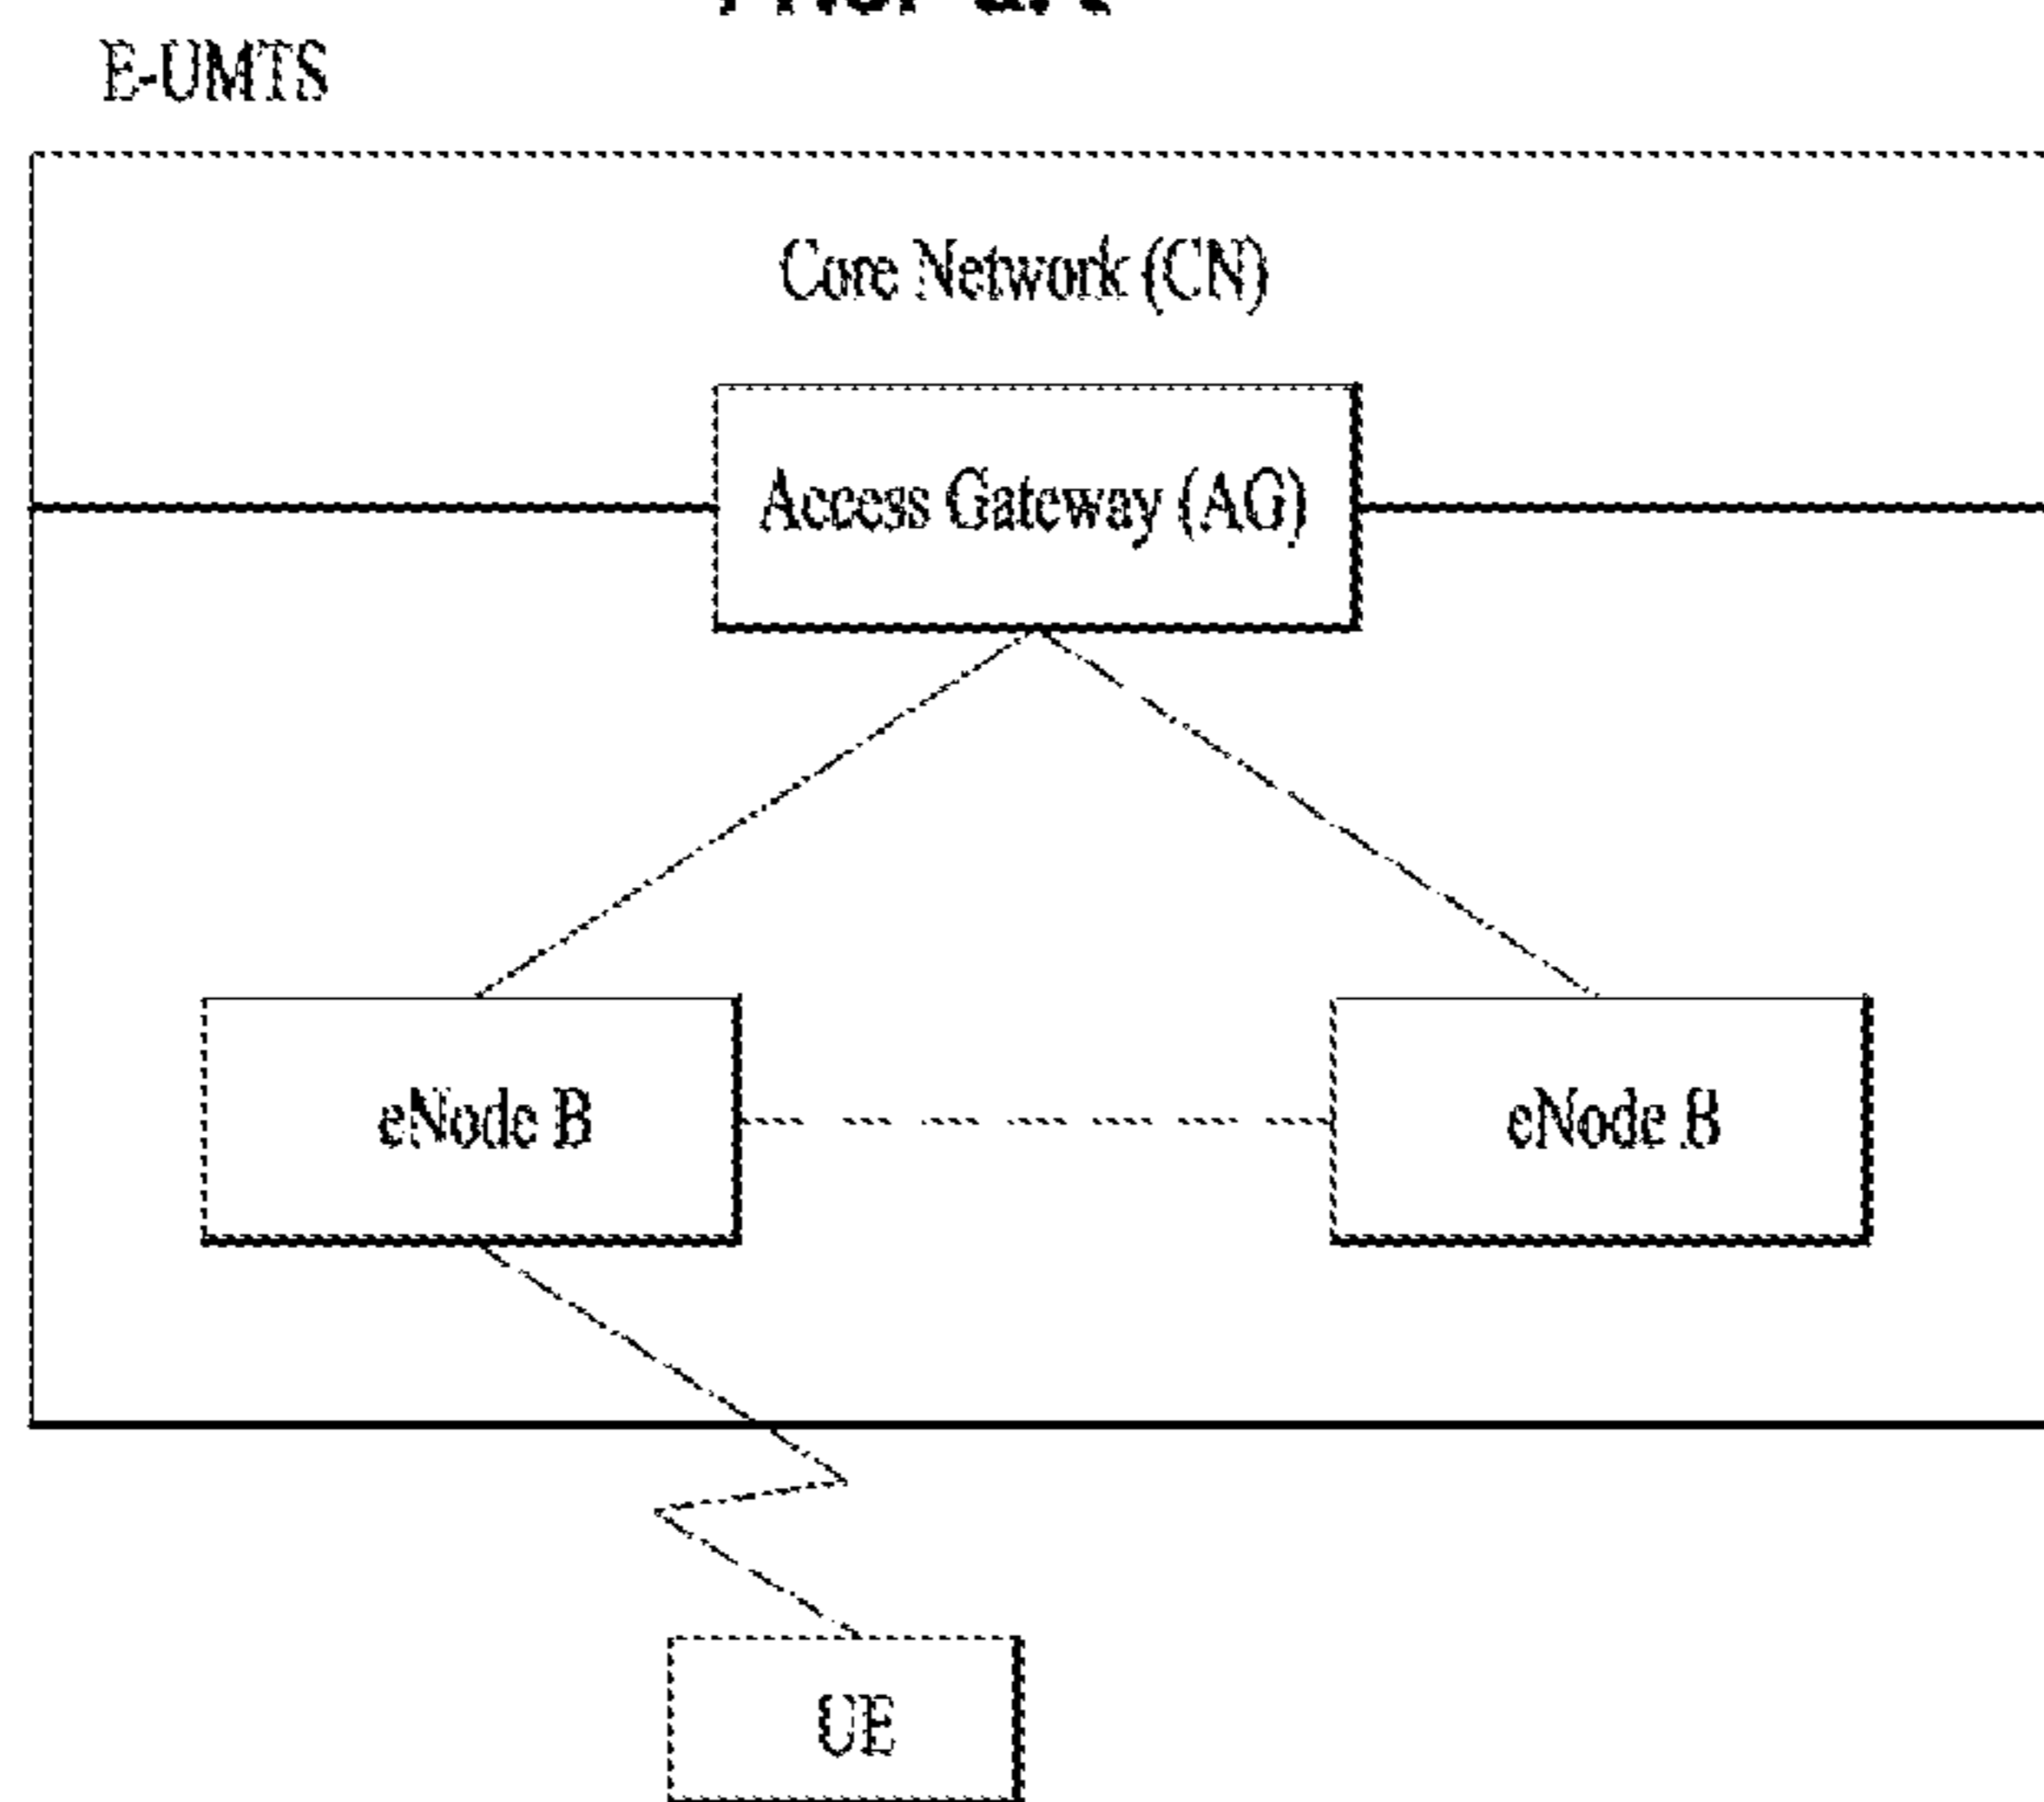 E-UMTS
Core Network (CN)
Access Gateway (AG)
eNode B
eNode B
UE